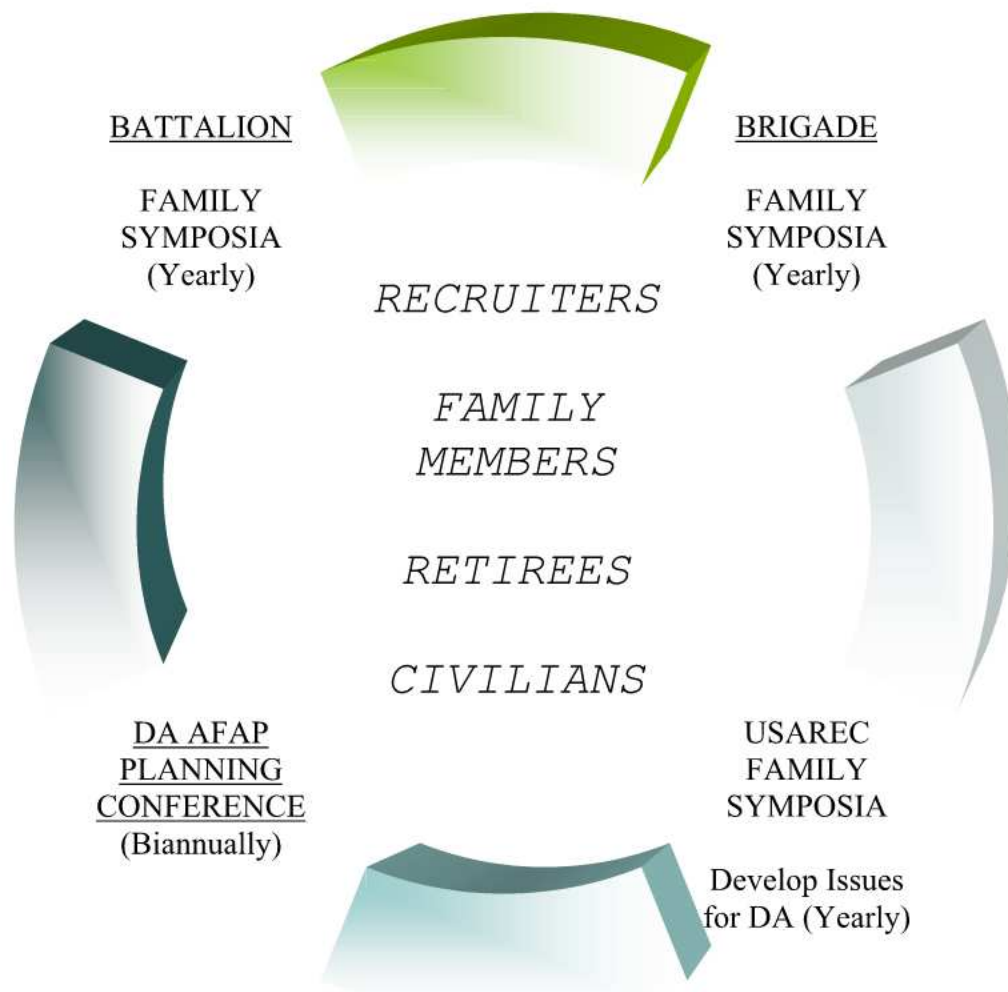 BATTALION
FAMILY
SYMPOSIA
(Yearly)
BRIGADE
FAMILY
SYMPOSIA
(Yearly)
RECRUITERS
FAMILY
MEMBERS
RETIREES
CIVILIANS
DA AFAP
PLANNING
CONFERENCE
(Biannually)
USAREC
FAMILY
SYMPOSIA
Develop Issues
for DA (Yearly)